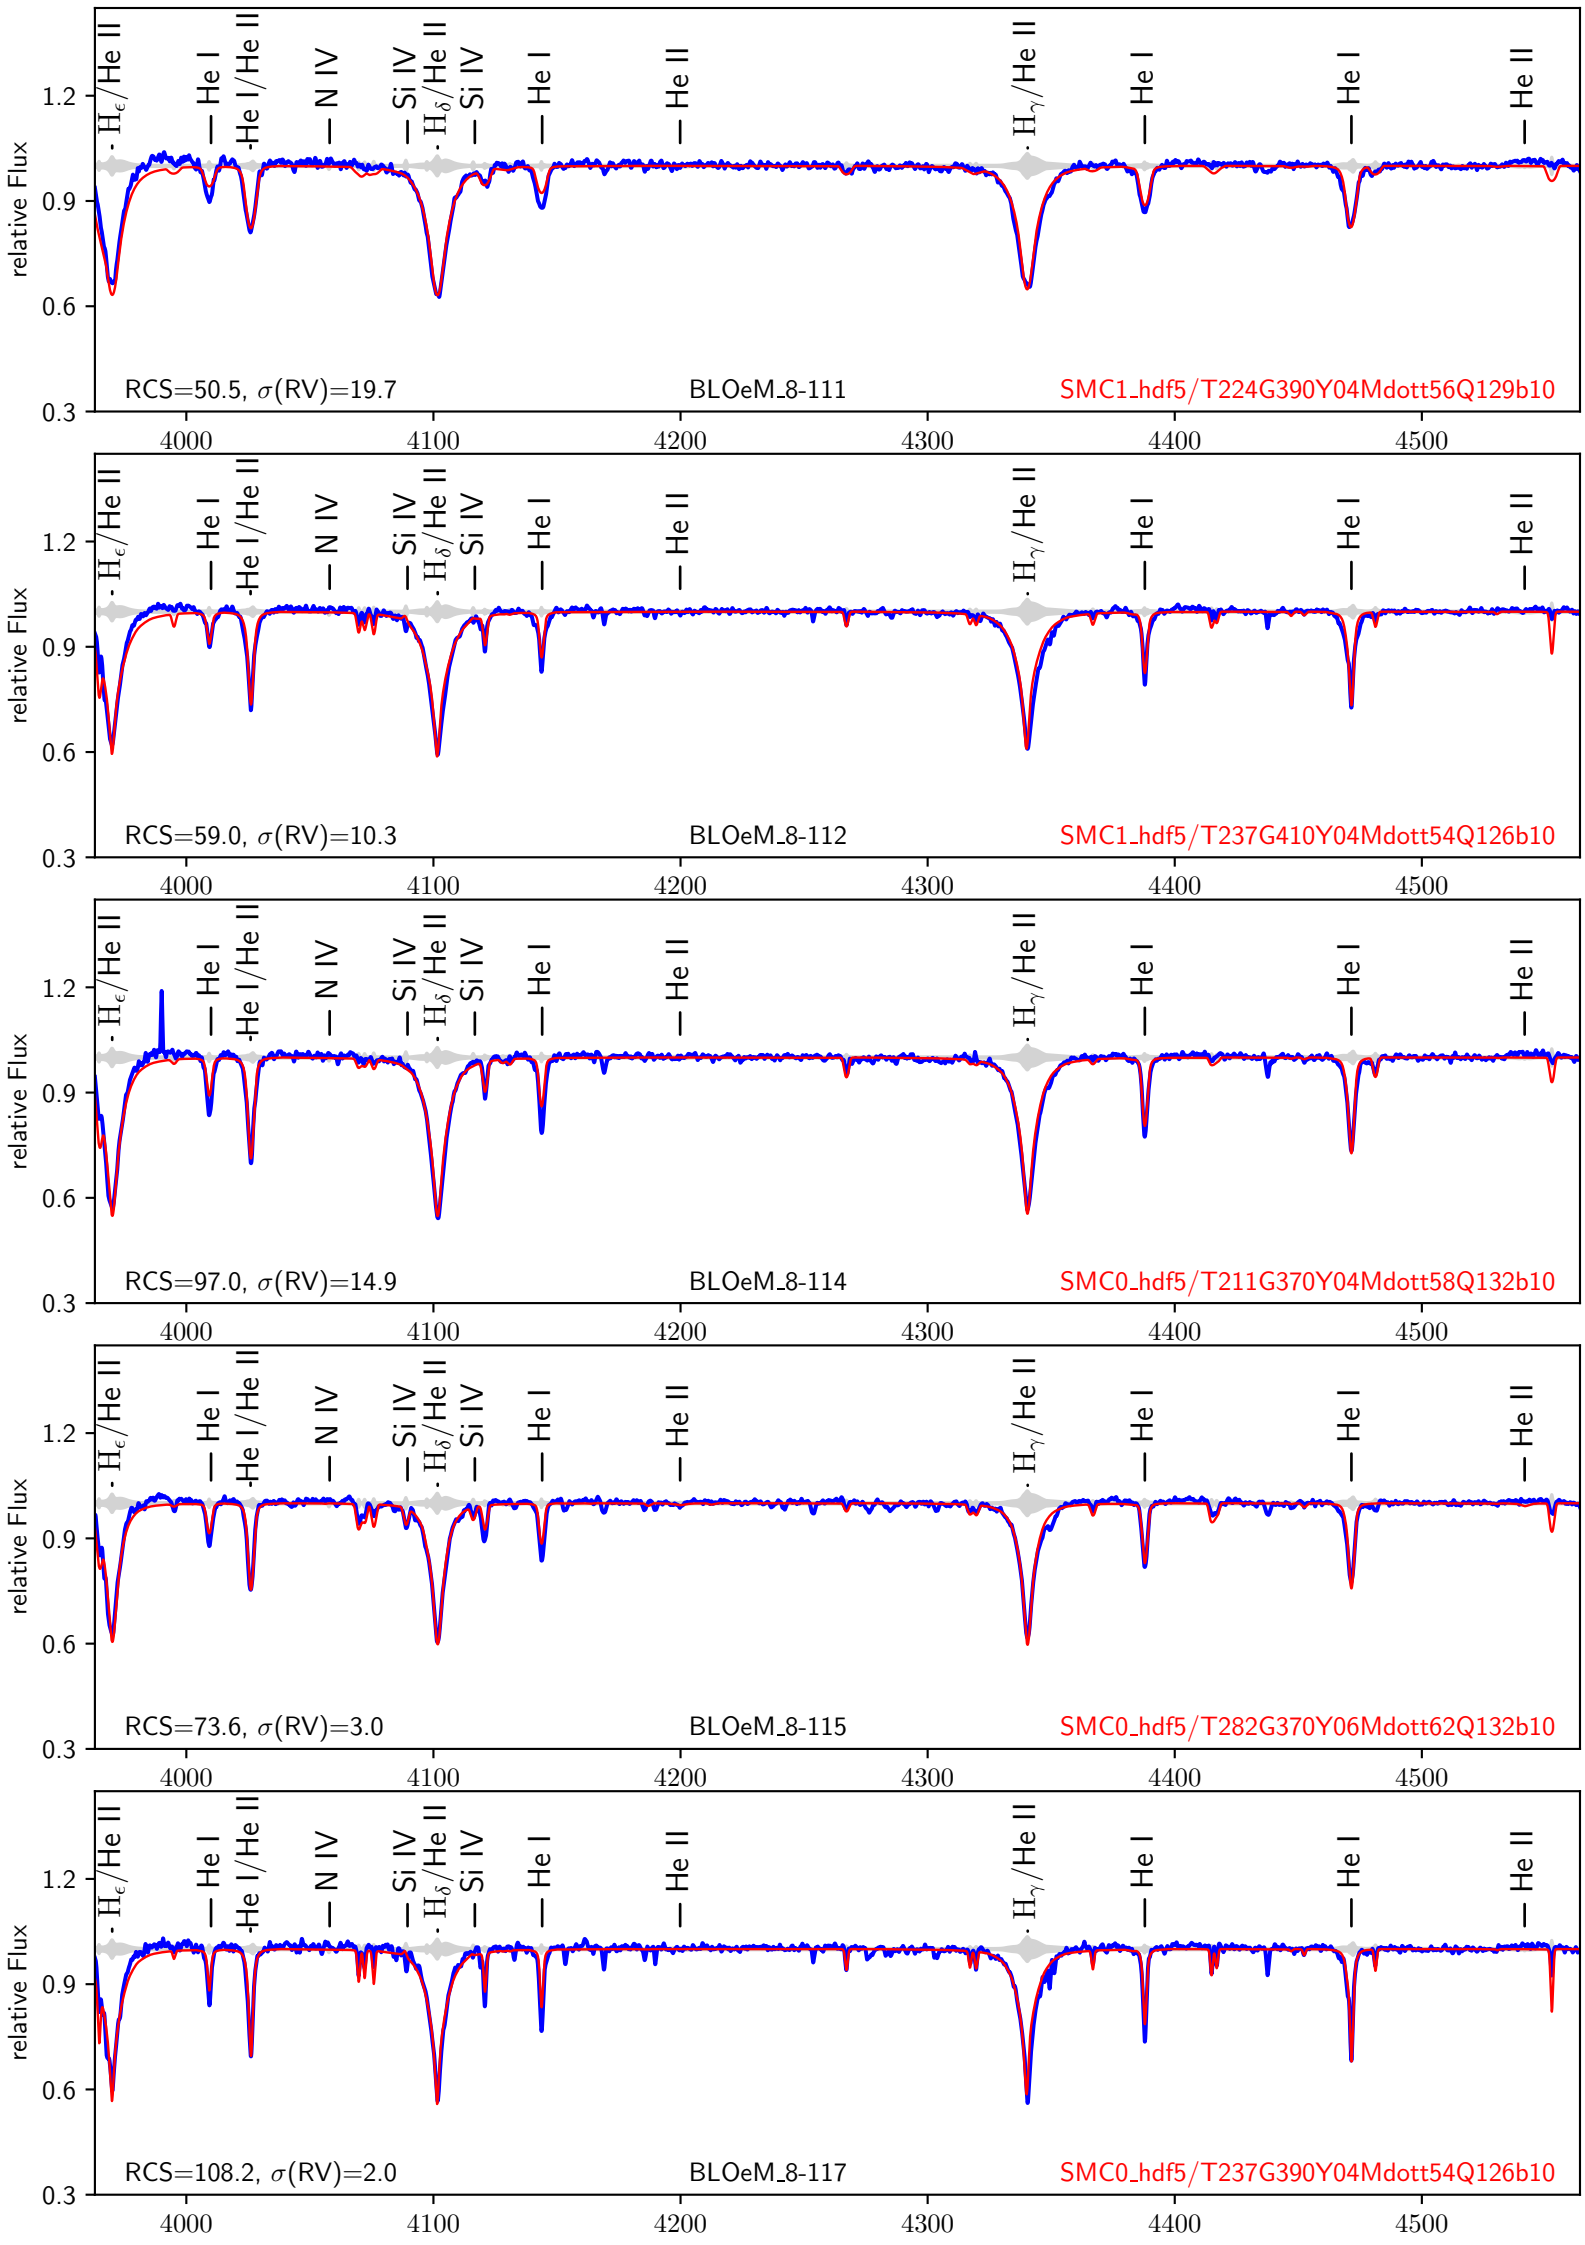 H_ε/He II
He I
He I/He II
N IV
Si IV
H_δ/He II
Si IV
He I
He II
H_γ/He II
He I
He I
He II
relative Flux
1.2
0.9
0.6
0.3
RCS=50.5, σ(RV)=19.7
BLOeM_8-111
SMC1_hdf5/T224G390Y04Mdott56Q129b10
4000 4100 4200 4300 4400 4500
H_ε/He II
He I
He I/He II
N IV
Si IV
H_δ/He II
Si IV
He I
He II
H_γ/He II
He I
He I
He II
relative Flux
1.2
0.9
0.6
0.3
RCS=59.0, σ(RV)=10.3
BLOeM_8-112
SMC1_hdf5/T237G410Y04Mdott54Q126b10
4000 4100 4200 4300 4400 4500
H_ε/He II
He I
He I/He II
N IV
Si IV
H_δ/He II
Si IV
He I
He II
H_γ/He II
He I
He I
He II
relative Flux
1.2
0.9
0.6
0.3
RCS=97.0, σ(RV)=14.9
BLOeM_8-114
SMC0_hdf5/T211G370Y04Mdott58Q132b10
4000 4100 4200 4300 4400 4500
H_ε/He II
He I
He I/He II
N IV
Si IV
H_δ/He II
Si IV
He I
He II
H_γ/He II
He I
He I
He II
relative Flux
1.2
0.9
0.6
0.3
RCS=73.6, σ(RV)=3.0
BLOeM_8-115
SMC0_hdf5/T282G370Y06Mdott62Q132b10
4000 4100 4200 4300 4400 4500
H_ε/He II
He I
He I/He II
N IV
Si IV
H_δ/He II
Si IV
He I
He II
H_γ/He II
He I
He I
He II
relative Flux
1.2
0.9
0.6
0.3
RCS=108.2, σ(RV)=2.0
BLOeM_8-117
SMC0_hdf5/T237G390Y04Mdott54Q126b10
4000 4100 4200 4300 4400 4500